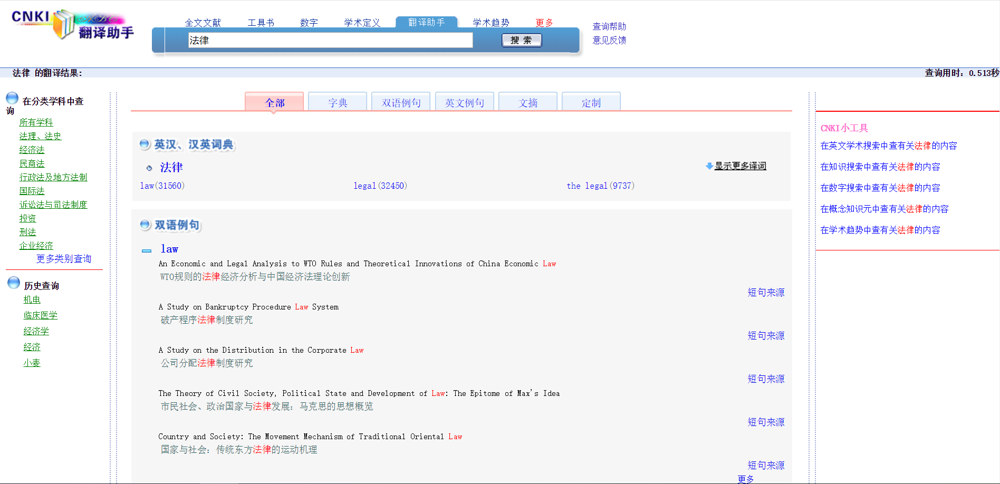 CNKI
翻译助手
全文文献 工具书 数字 学术定义 翻译助手 学术趋势 更多
法律
搜 索
查询帮助
意见反馈
法律 的翻译结果:
查询用时: 0.513秒
在分类学科中查
询
所有学科
法理、法史
经济法
民商法
行政法及地方法制
国际法
诉讼法与司法制度
投资
刑法
企业经济
更多类别查询
历史查询
机电
临床医学
经济学
经济
小麦
全部 字典 双语例句 英文例句 文摘 定制
英汉、汉英词典
法律
显示更多译词
law(31560) legal(32450) the legal(9737)
双语例句
law
An Economic and Legal Analysis to WTO Rules and Theoretical Innovations of China Economic Law
WTO规则的法律经济分析与中国经济法理论创新
短句来源
A Study on Bankruptcy Procedure Law System
破产程序法律制度研究
短句来源
A Study on the Distribution in the Corporate Law
公司分配法律制度研究
短句来源
The Theory of Civil Society, Political State and Development of Law: The Epitome of Max's Idea
市民社会、政治国家与法律发展: 马克思的思想概览
短句来源
Country and Society: The Movement Mechanism of Traditional Oriental Law
国家与社会: 传统东方法律的运动机理
短句来源
更多
CNKI小工具
在英文学术搜索中查有关法律的内容
在知识搜索中查有关法律的内容
在数字搜索中查有关法律的内容
在概念知识元中查有关法律的内容
在学术趋势中查有关法律的内容